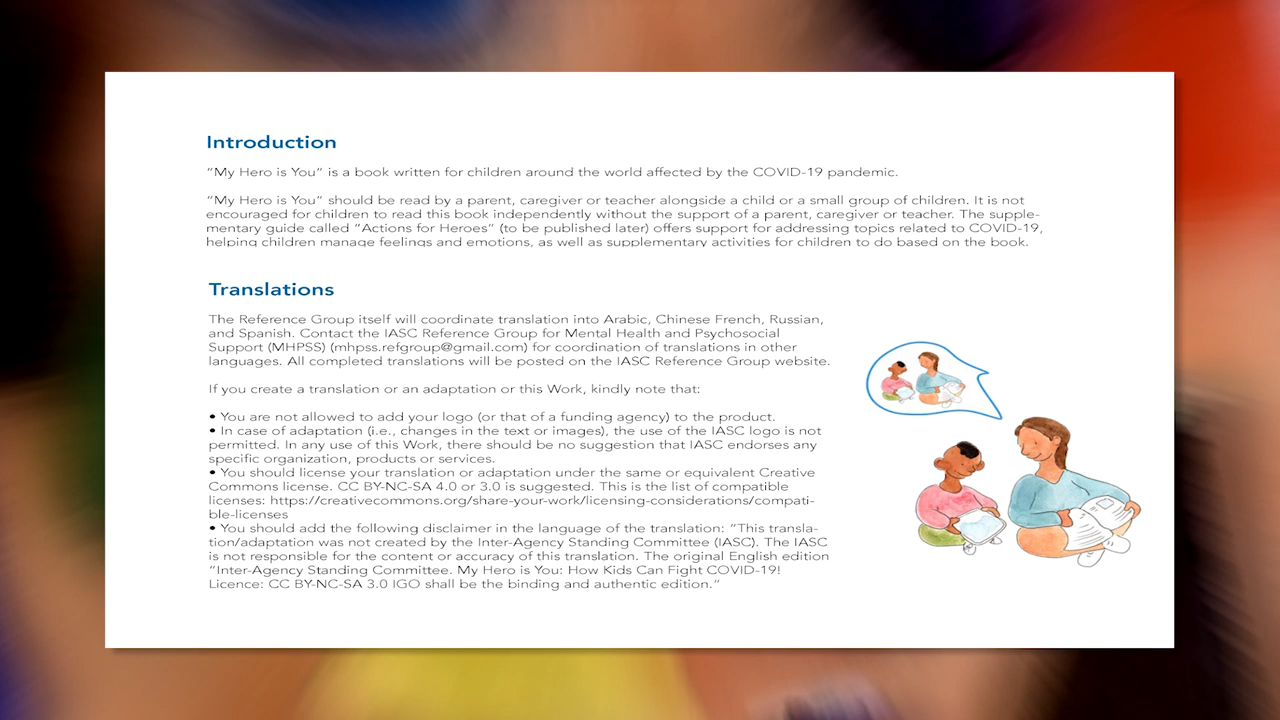 Introduction
“My Hero is You” is a book written for children around the world affected by the COVID-19 pandemic.
“My Hero is You” should be read by a parent, caregiver or teacher alongside a child or a small group of children. It is not
encouraged for children to read this book independently without the support of a parent, caregiver or teacher. The supple-
mentary guide called “Actions for Heroes” (to be published later) offers support for addressing topics related to COVID-19,
helping children manage feelings and emotions, as well as supplementary activities for children to do based on the book.
Translations
The Reference Group itself will coordinate translation into Arabic, Chinese French, Russian,
and Spanish. Contact the IASC Reference Group for Mental Health and Psychosocial
Support (MHPSS) (mhpss.refgroup@gmail.com) for coordination of translations in other
languages. All completed translations will be posted on the IASC Reference Group website.
If you create a translation or an adaptation or this Work, kindly note that:
• You are not allowed to add your logo (or that of a funding agency) to the product.
• In case of adaptation (i.e., changes in the text or images), the use of the IASC logo is not
permitted. In any use of this Work, there should be no suggestion that IASC endorses any
specific organization, products or services.
• You should license your translation or adaptation under the same or equivalent Creative
Commons license. CC BY-NC-SA 4.0 or 3.0 is suggested. This is the list of compatible
licenses: https://creativecommons.org/share-your-work/licensing-considerations/compati-
ble-licenses
• You should add the following disclaimer in the language of the translation: “This transla-
tion/adaptation was not created by the Inter-Agency Standing Committee (IASC). The IASC
is not responsible for the content or accuracy of this translation. The original English edition
“Inter-Agency Standing Committee. My Hero is You: How Kids Can Fight COVID-19!
Licence: CC BY-NC-SA 3.0 IGO shall be the binding and authentic edition.”